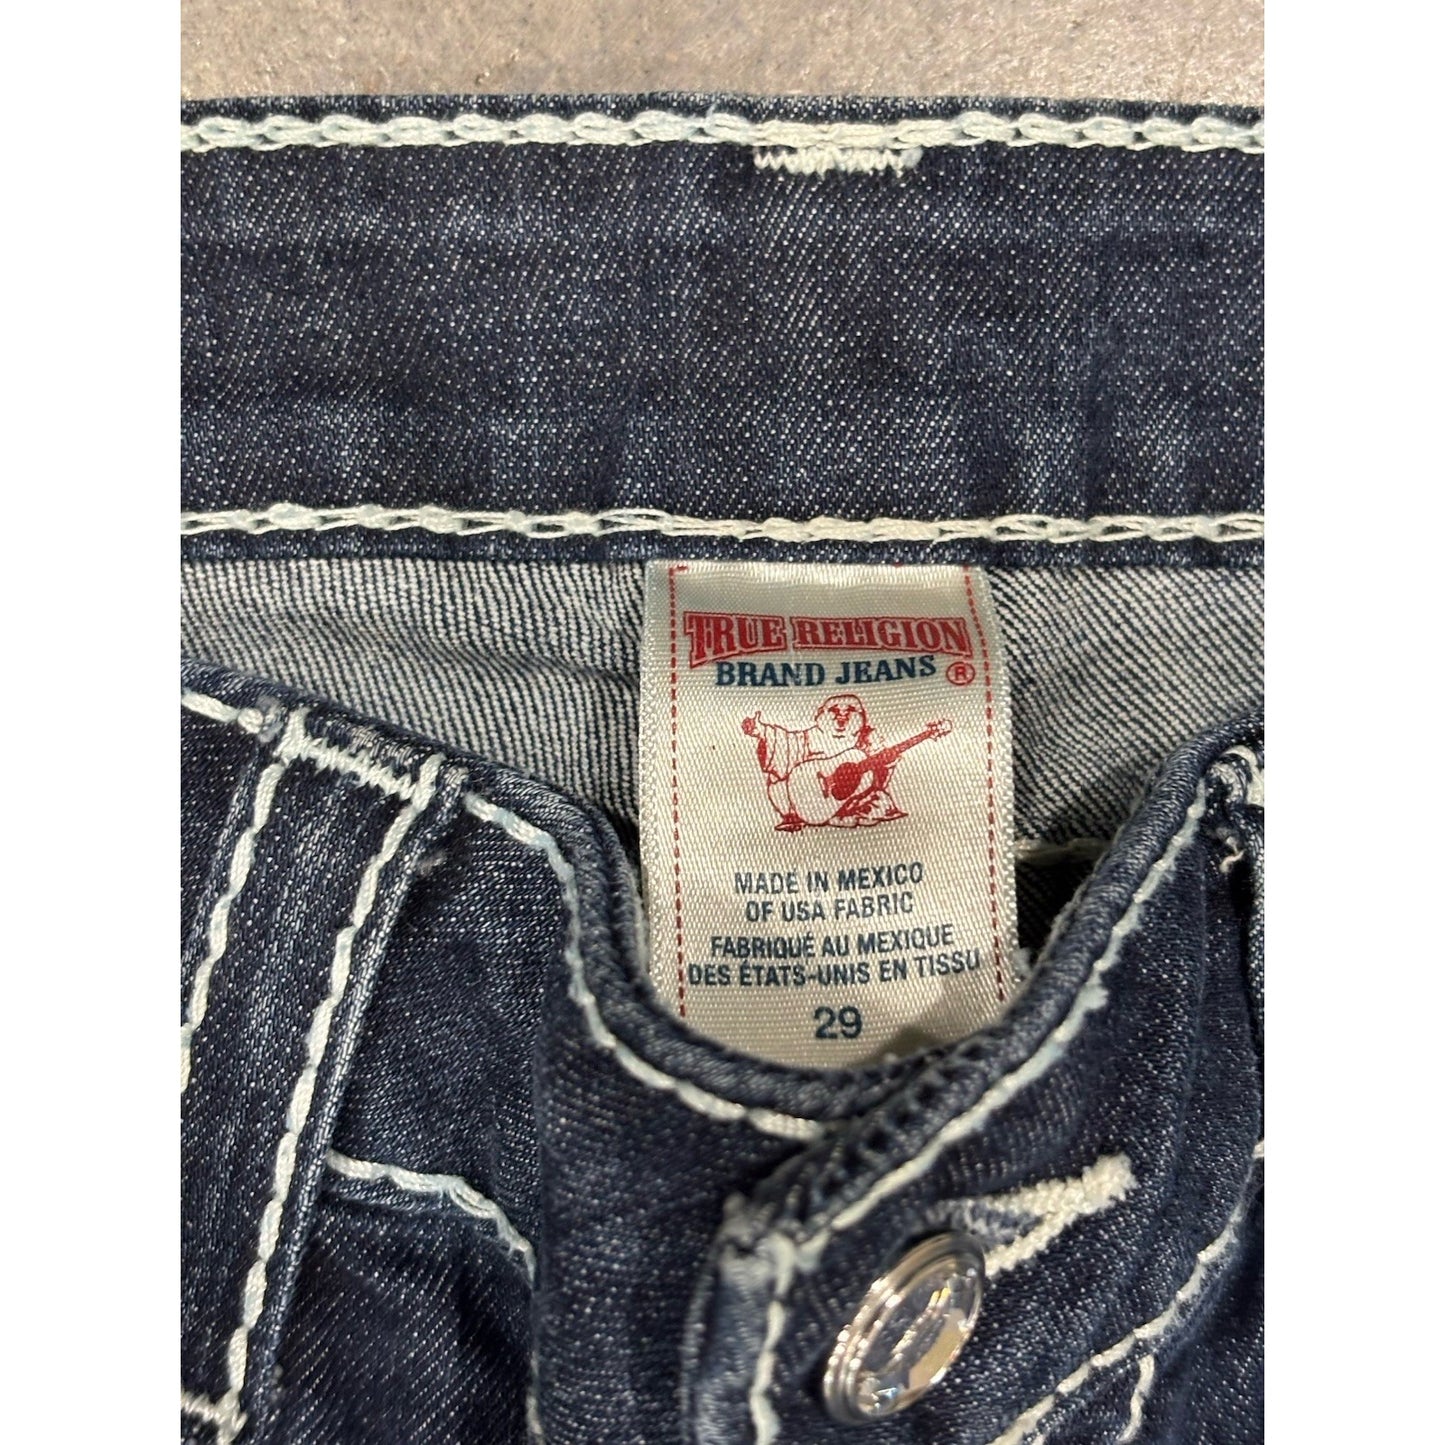 TRUE RELIGION
BRAND JEANS ®
MADE IN MEXICO
OF USA FABRIC
FABRIQUÉ AU MEXIQUE
DES ÉTATS-UNIS EN TISSU
29